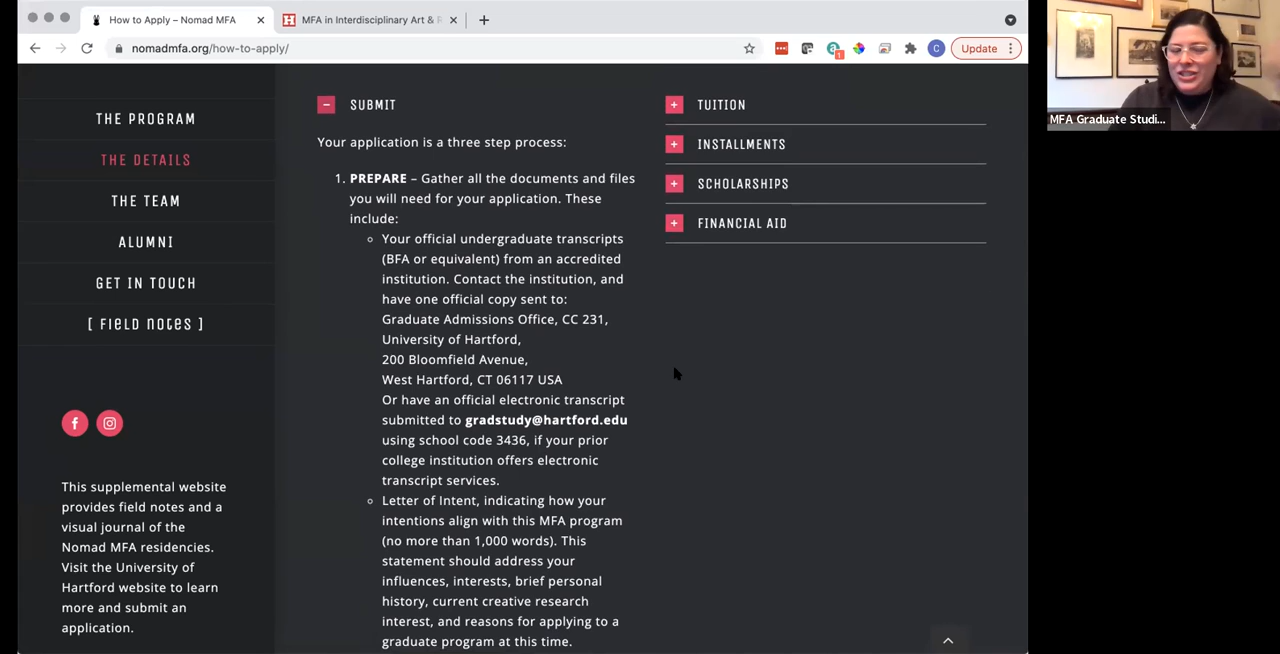 How to Apply – Nomad MFA
MFA in Interdisciplinary Art &
nomadmfa.org/how-to-apply/
1
C
Update
THE PROGRAM
THE DETAILS
THE TEAM
ALUMNI
GET IN TOUCH
[ FIELD NOTES ]
f
This supplemental website
provides field notes and a
visual journal of the
Nomad MFA residencies.
Visit the University of
Hartford website to learn
more and submit an
application.
SUBMIT
Your application is a three step process:
1. PREPARE – Gather all the documents and files
you will need for your application. These
include:
Your official undergraduate transcripts
(BFA or equivalent) from an accredited
institution. Contact the institution, and
have one official copy sent to:
Graduate Admissions Office, CC 231,
University of Hartford,
200 Bloomfield Avenue,
West Hartford, CT 06117 USA
Or have an official electronic transcript
submitted to gradstudy@hartford.edu
using school code 3436, if your prior
college institution offers electronic
transcript services.
Letter of Intent, indicating how your
intentions align with this MFA program
(no more than 1,000 words). This
statement should address your
influences, interests, brief personal
history, current creative research
interest, and reasons for applying to a
graduate program at this time.
TUITION
INSTALLMENTS
SCHOLARSHIPS
FINANCIAL AID
MFA Graduate Studi...